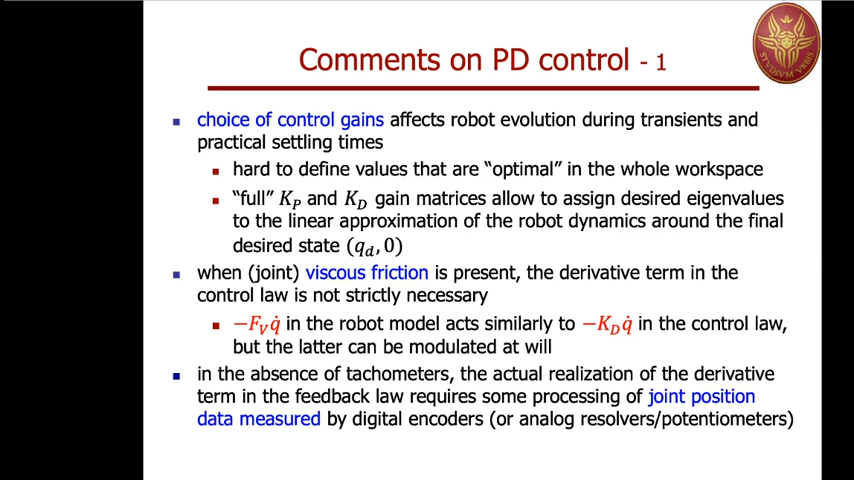 Comments on PD control - 1
STVDIVM VRBIS
choice of control gains affects robot evolution during transients and
practical settling times
hard to define values that are “optimal” in the whole workspace
“full” K_P and K_D gain matrices allow to assign desired eigenvalues
to the linear approximation of the robot dynamics around the final
desired state (q_d, 0)
when (joint) viscous friction is present, the derivative term in the
control law is not strictly necessary
−F_V q̇ in the robot model acts similarly to −K_D q̇ in the control law,
but the latter can be modulated at will
in the absence of tachometers, the actual realization of the derivative
term in the feedback law requires some processing of joint position
data measured by digital encoders (or analog resolvers/potentiometers)